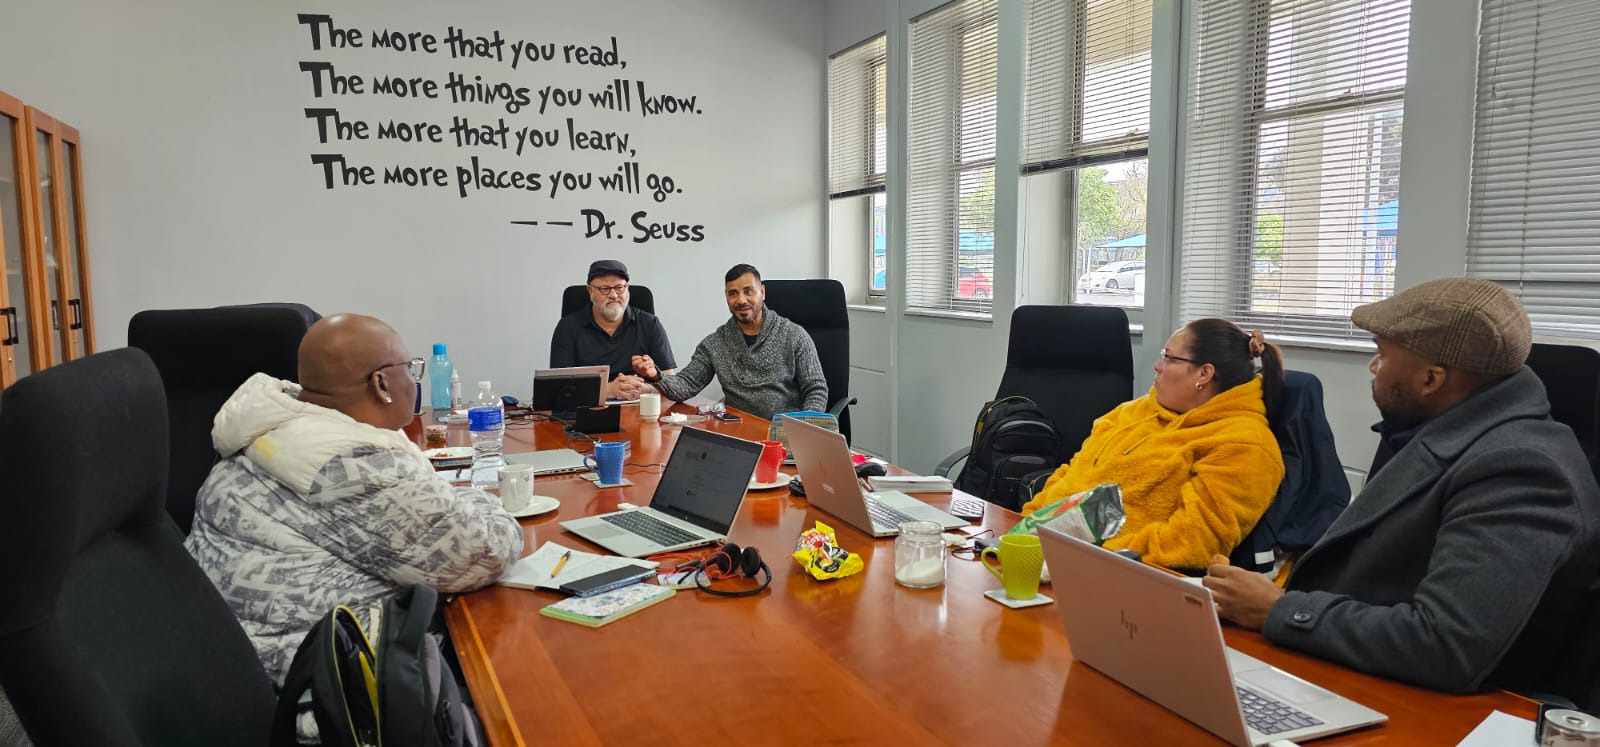 The more that you read,
The more things you will know.
The more that you learn,
The more places you will go.
–– Dr. Seuss
hp